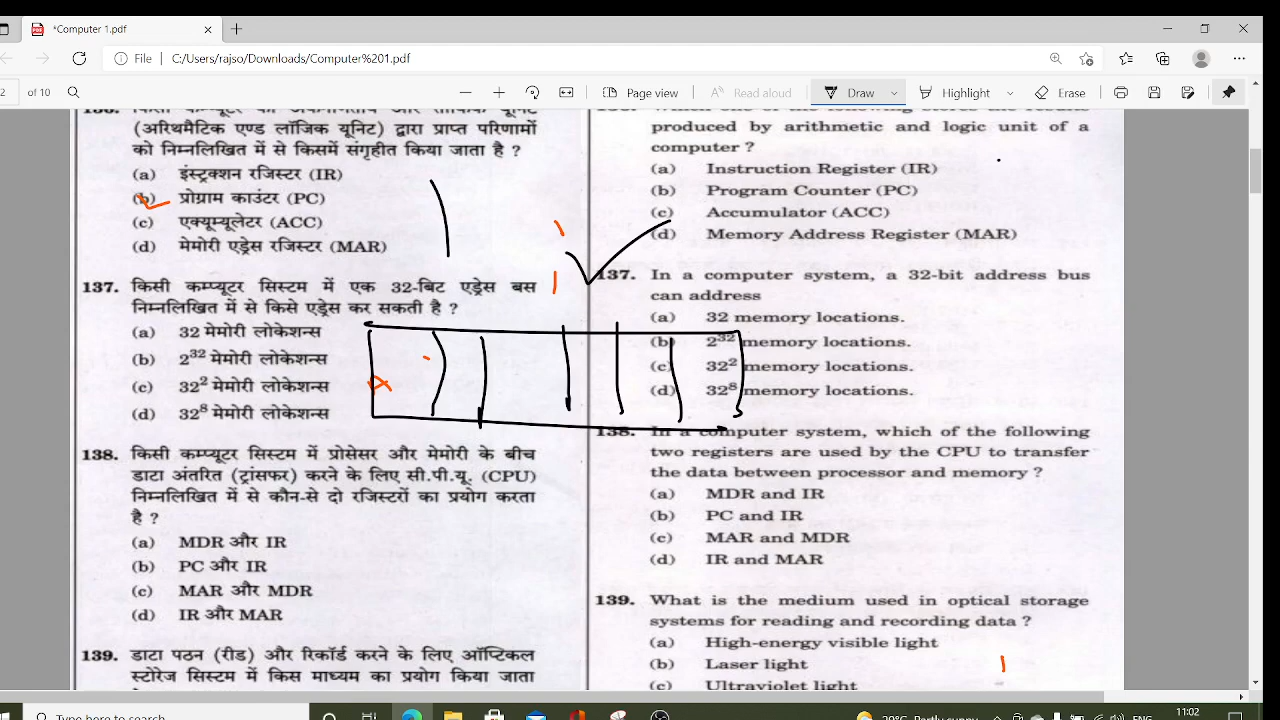 *Computer 1.pdf
File
C:/Users/rajso/Downloads/Computer%201.pdf
2 of 10
Page view
Read aloud
Draw
Highlight
Erase
(अरिथमैटिक एण्ड लॉजिक यूनिट) द्वारा प्राप्त परिणामों
को निम्नलिखित में से किसमें संगृहीत किया जाता है ?
(a) इंस्ट्रक्शन रजिस्टर (IR)
(b) प्रोग्राम काउंटर (PC)
(c) एक्यूम्यूलेटर (ACC)
(d) मेमोरी एड्रेस रजिस्टर (MAR)
137. किसी कम्प्यूटर सिस्टम में एक 32-बिट एड्रेस बस
निम्नलिखित में से किसे एड्रेस कर सकती है ?
(a) 32 मेमोरी लोकेशन्स
(b) 2³² मेमोरी लोकेशन्स
(c) 32² मेमोरी लोकेशन्स
(d) 32⁸ मेमोरी लोकेशन्स
138. किसी कम्प्यूटर सिस्टम में प्रोसेसर और मेमोरी के बीच
डाटा अंतरित (ट्रांसफर) करने के लिए सी.पी.यू. (CPU)
निम्नलिखित में से कौन-से दो रजिस्टरों का प्रयोग करता
है ?
(a) MDR और IR
(b) PC और IR
(c) MAR और MDR
(d) IR और MAR
139. डाटा पठन (रीड) और रिकॉर्ड करने के लिए ऑप्टिकल
स्टोरेज सिस्टम में किस माध्यम का प्रयोग किया जाता
produced by arithmetic and logic unit of a
computer ?
(a) Instruction Register (IR)
(b) Program Counter (PC)
(c) Accumulator (ACC)
(d) Memory Address Register (MAR)
137. In a computer system, a 32-bit address bus
can address
(a) 32 memory locations.
(b) 2³² memory locations.
(c) 32² memory locations.
(d) 32⁸ memory locations.
138. In a computer system, which of the following
two registers are used by the CPU to transfer
the data between processor and memory ?
(a) MDR and IR
(b) PC and IR
(c) MAR and MDR
(d) IR and MAR
139. What is the medium used in optical storage
systems for reading and recording data ?
(a) High-energy visible light
(b) Laser light
(c) Ultraviolet light
Type here to search
Partly sunny
ENG
11:02